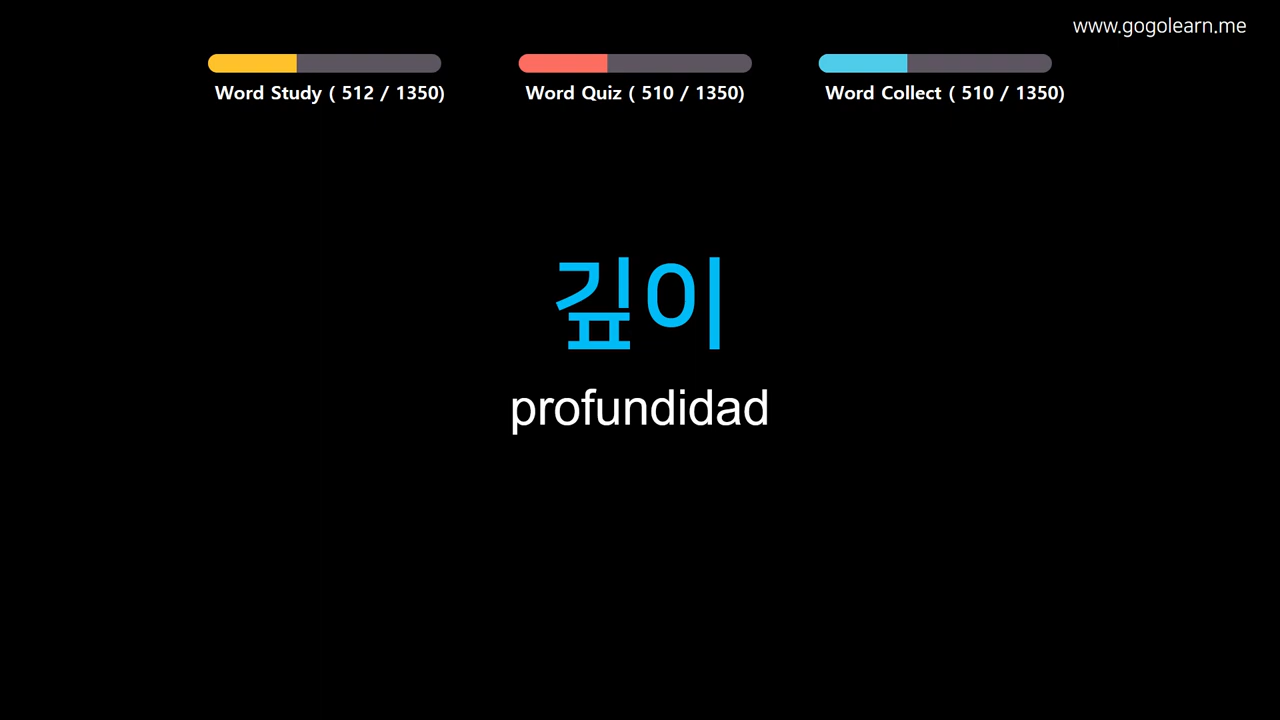 www.gogolearn.me
Word Study ( 512 / 1350)
Word Quiz ( 510 / 1350)
Word Collect ( 510 / 1350)
깊이
profundidad